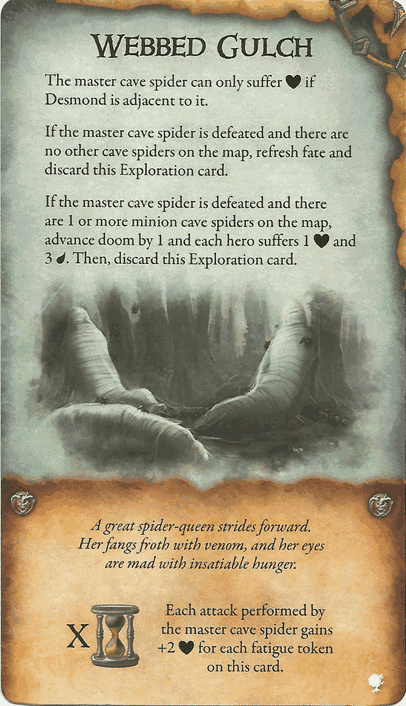 WEBBED GULCH
The master cave spider can only suffer ♥ if
Desmond is adjacent to it.
If the master cave spider is defeated and there are
no other cave spiders on the map, refresh fate and
discard this Exploration card.
If the master cave spider is defeated and there
are 1 or more minion cave spiders on the map,
advance doom by 1 and each hero suffers 1 ♥ and
3 . Then, discard this Exploration card.
A great spider-queen strides forward.
Her fangs froth with venom, and her eyes
are mad with insatiable hunger.
X
Each attack performed by
the master cave spider gains
+2 ♥ for each fatigue token
on this card.